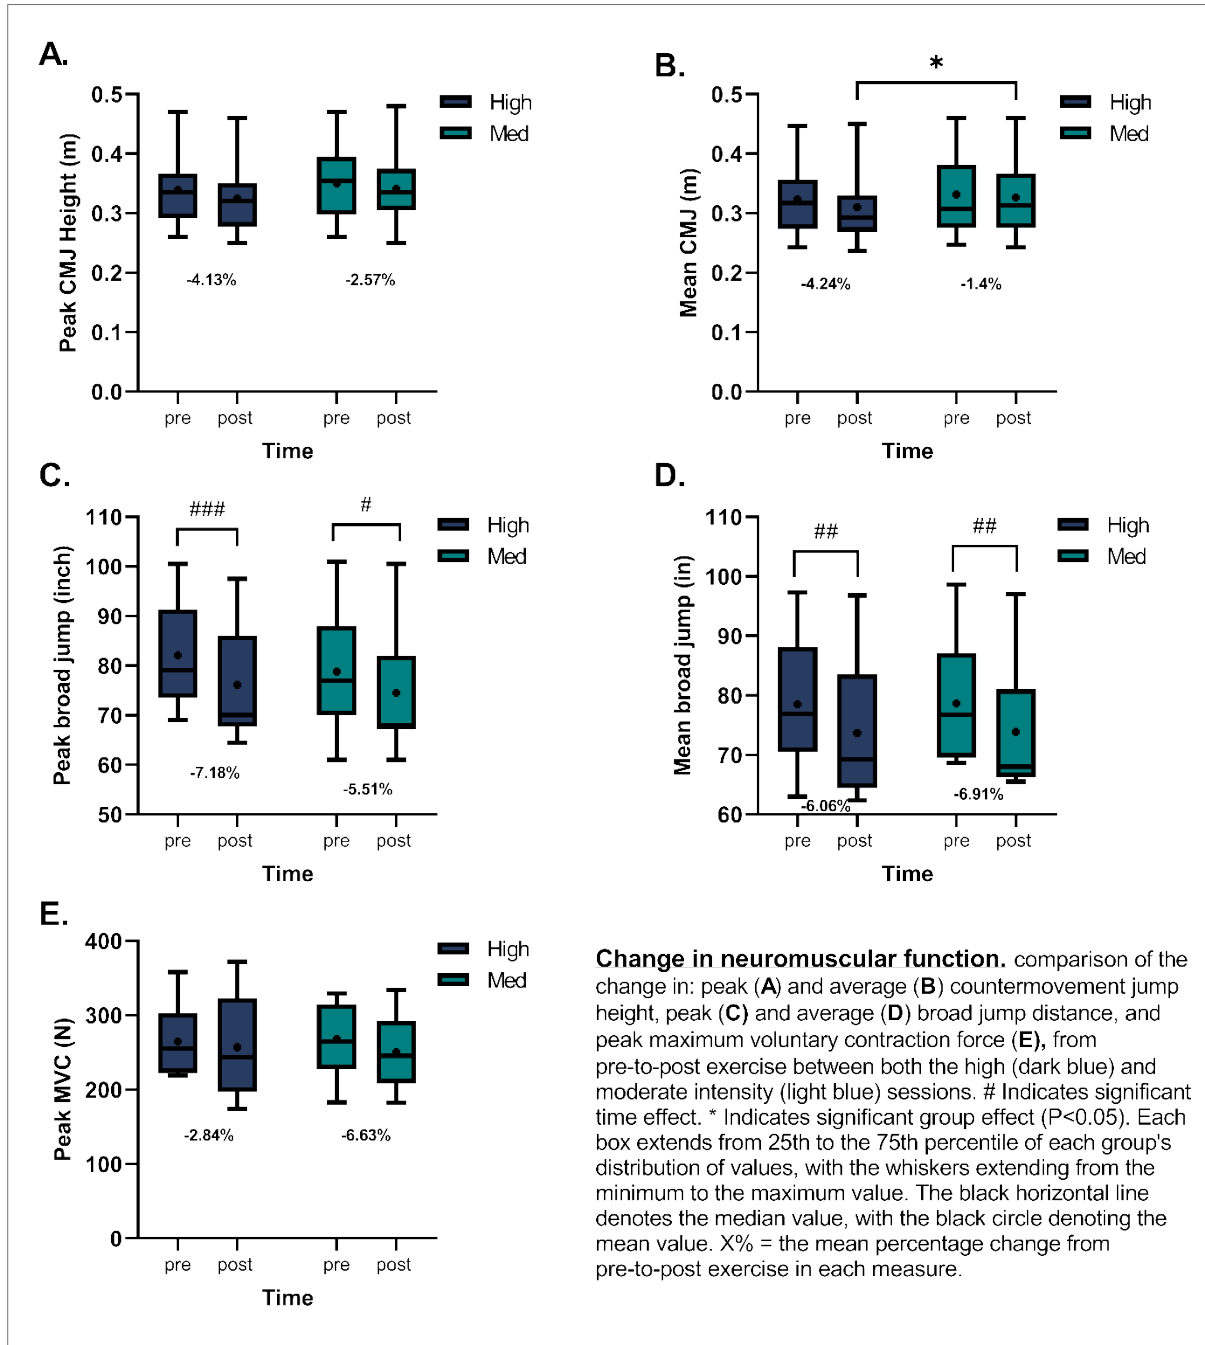 A.
Peak CMJ Height (m)
0.5
0.4
0.3
0.2
0.1
0.0
High
Med
-4.13%
-2.57%
pre post pre post
Time
B.
Mean CMJ (m)
0.5
0.4
0.3
0.2
0.1
0.0
*
High
Med
-4.24%
-1.4%
pre post pre post
Time
C.
Peak broad jump (inch)
110
100
90
80
70
60
50
###
#
High
Med
-7.18%
-5.51%
pre post pre post
Time
D.
Mean broad jump (in)
110
100
90
80
70
60
##
##
High
Med
-6.06%
-6.91%
pre post pre post
Time
E.
Peak MVC (N)
400
300
200
100
0
High
Med
-2.84%
-6.63%
pre post pre post
Time
Change in neuromuscular function. comparison of the
change in: peak (A) and average (B) countermovement jump
height, peak (C) and average (D) broad jump distance, and
peak maximum voluntary contraction force (E), from
pre-to-post exercise between both the high (dark blue) and
moderate intensity (light blue) sessions. # Indicates significant
time effect. * Indicates significant group effect (P<0.05). Each
box extends from 25th to the 75th percentile of each group's
distribution of values, with the whiskers extending from the
minimum to the maximum value. The black horizontal line
denotes the median value, with the black circle denoting the
mean value. X% = the mean percentage change from
pre-to-post exercise in each measure.